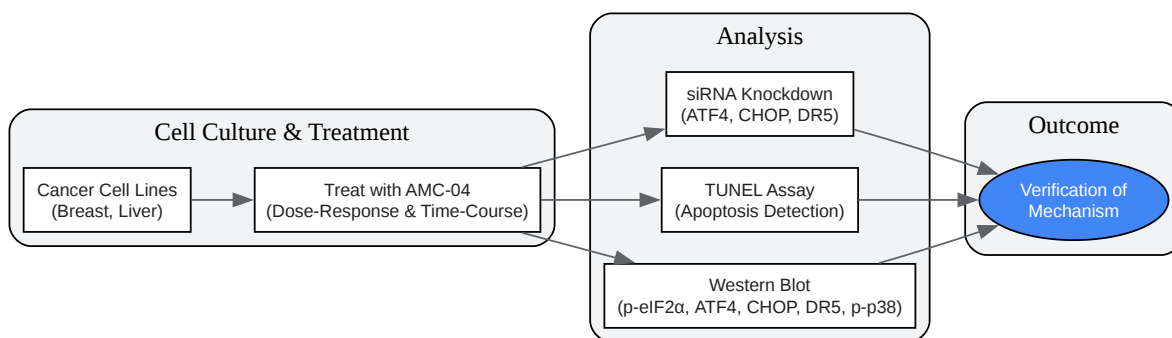 Cell Culture & Treatment
Cancer Cell Lines
(Breast, Liver)
Treat with AMC-04
(Dose-Response & Time-Course)
Analysis
siRNA Knockdown
(ATF4, CHOP, DR5)
TUNEL Assay
(Apoptosis Detection)
Western Blot
(p-eIF2α, ATF4, CHOP, DR5, p-p38)
Outcome
Verification of
Mechanism